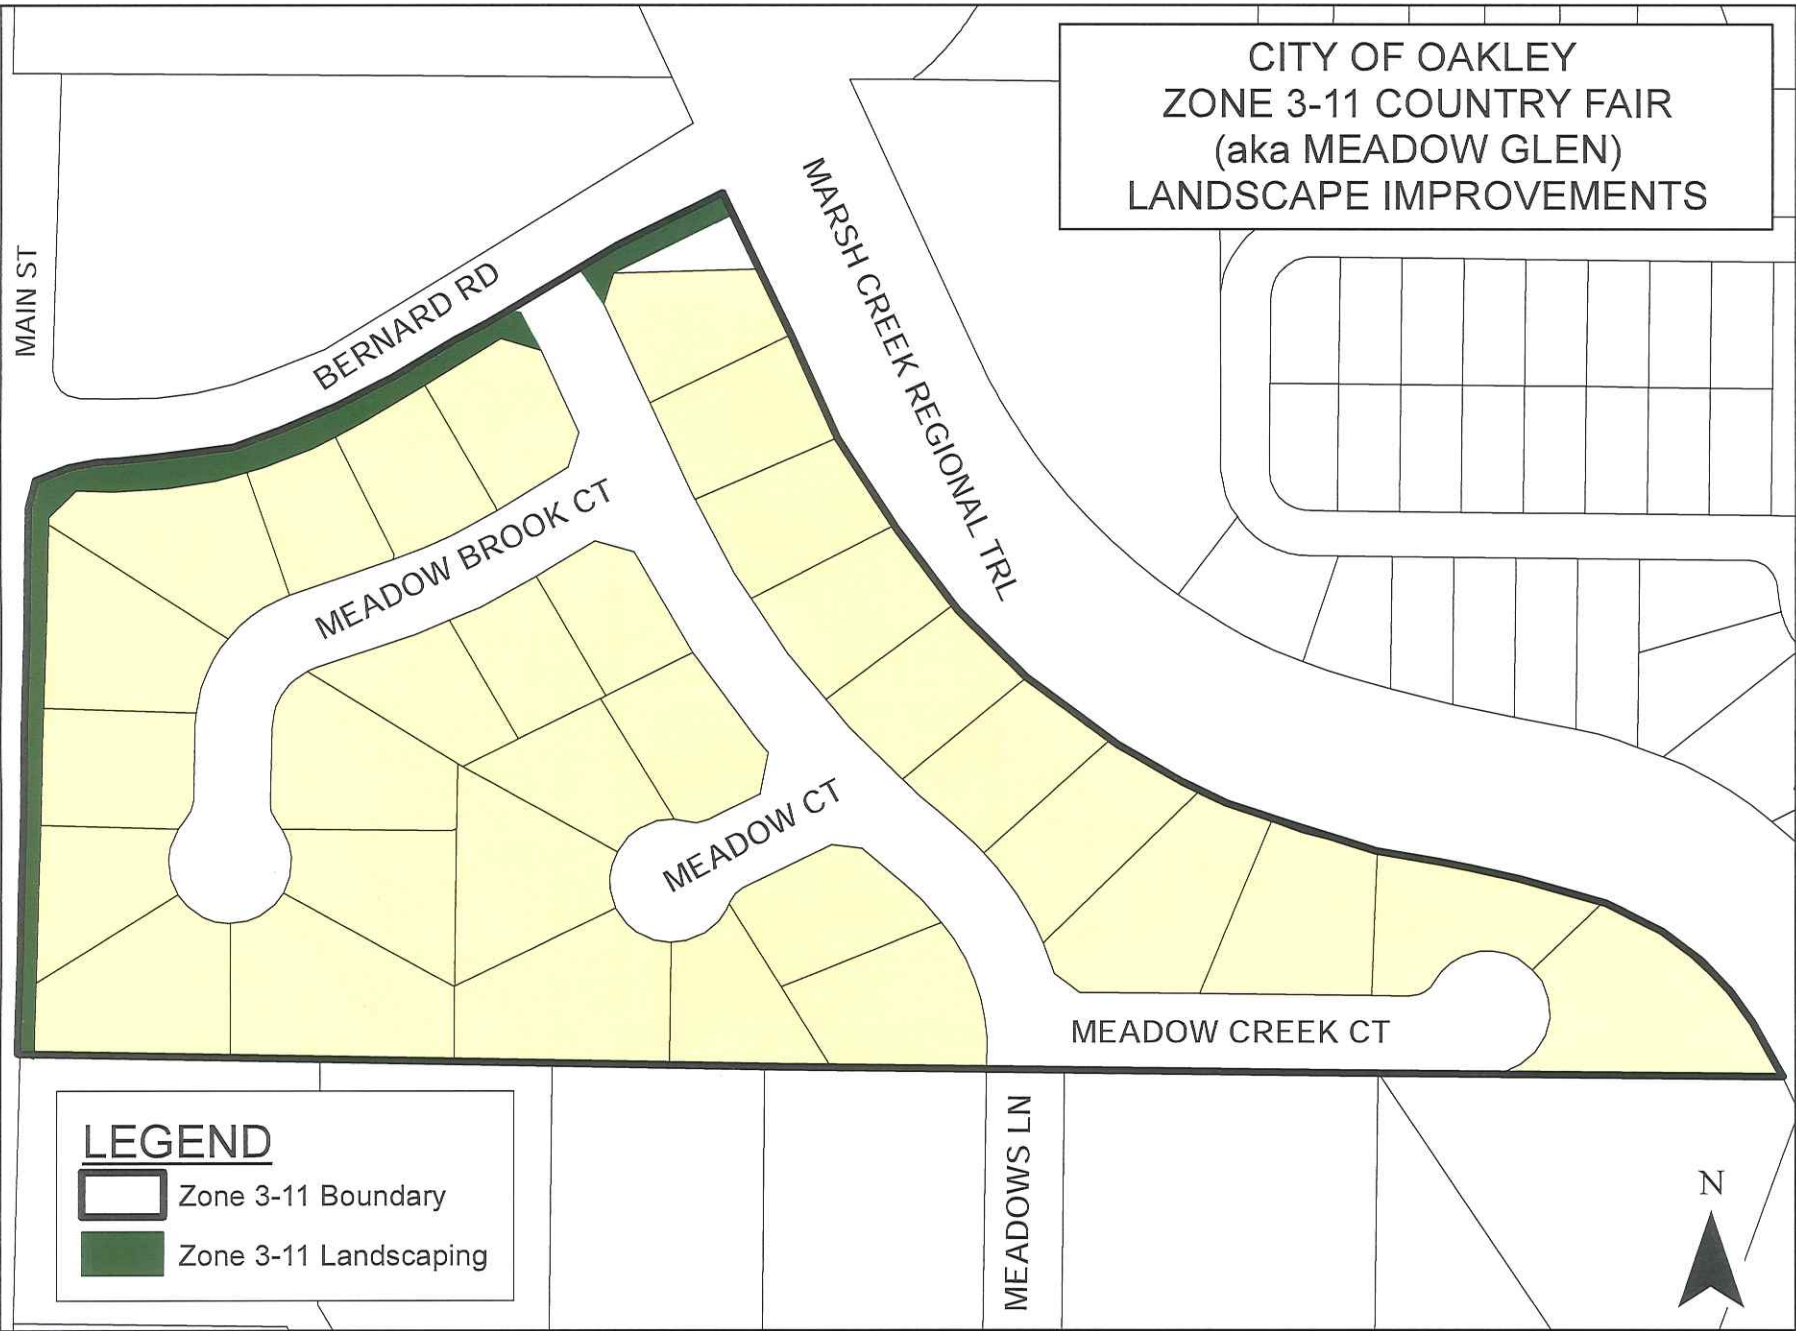 CITY OF OAKLEY
ZONE 3-11 COUNTRY FAIR
(aka MEADOW GLEN)
LANDSCAPE IMPROVEMENTS
MAIN ST
BERNARD RD
MARSH CREEK REGIONAL TRL
MEADOW BROOK CT
MEADOW CT
MEADOW CREEK CT
MEADOWS LN
LEGEND
Zone 3-11 Boundary
Zone 3-11 Landscaping
N